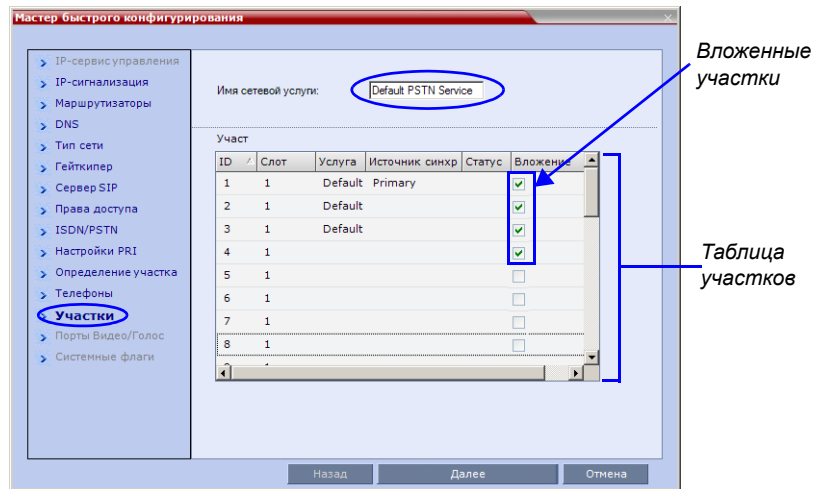 Мастер быстрого конфигурирования
IP-сервис управления
IP-сигнализация
Маршрутизаторы
DNS
Тип сети
Гейткипер
Сервер SIP
Права доступа
ISDN/PSTN
Настройки PRI
Определение участка
Телефоны
Участки
Порты Видео/Голос
Системные флаги
Имя сетевой услуги: Default PSTN Service
Участ
ID Слот Услуга Источник синхр Статус Вложение
1 1 Default Primary
2 1 Default
3 1 Default
4 1
5 1
6 1
7 1
8 1
Назад Далее Отмена
Вложенные
участки
Таблица
участков